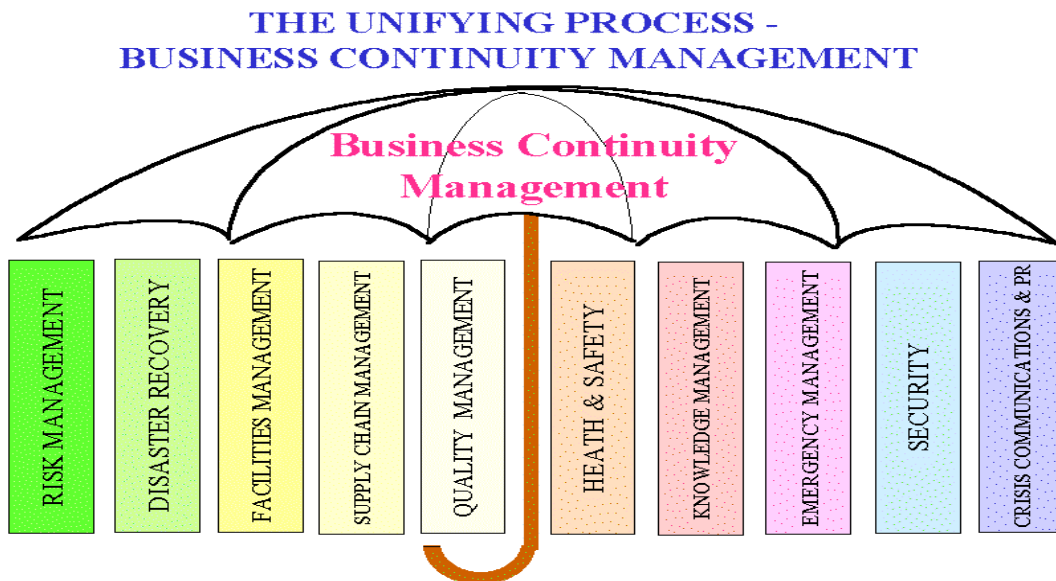 THE UNIFYING PROCESS -
BUSINESS CONTINUITY MANAGEMENT
Business Continuity
Management
RISK MANAGEMENT
DISASTER RECOVERY
FACILITIES MANAGEMENT
SUPPLY CHAIN MANAGEMENT
QUALITY MANAGEMENT
HEATH & SAFETY
KNOWLEDGE MANAGEMENT
EMERGENCY MANAGEMENT
SECURITY
CRISIS COMMUNICATIONS & PR